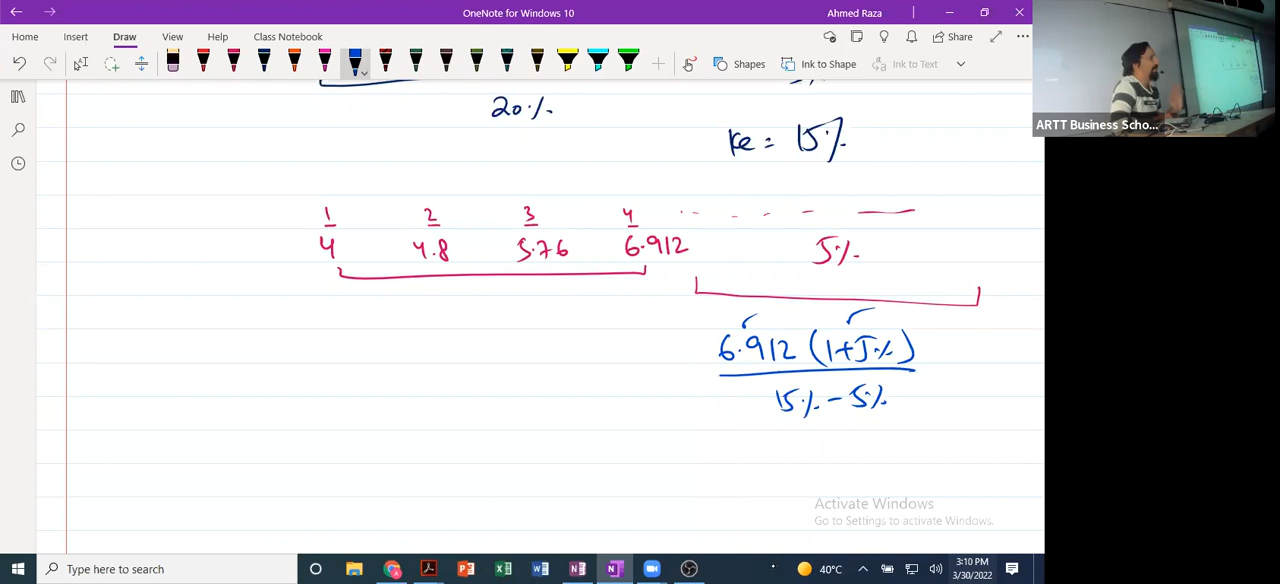 OneNote for Windows 10
Ahmed Raza
Home Insert Draw View Help Class Notebook
Share
Shapes Ink to Shape Ink to Text
ARTT Business Scho...
20%
ke = 15%
1 2 3 4
4 4.8 5.76 6.912 5%
6.912 (1+5%)
15% - 5%
Activate Windows
Go to Settings to activate Windows.
Type here to search
40°C
3:10 PM
3/30/2022